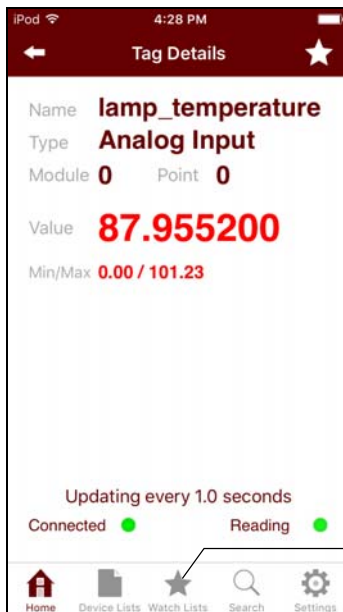 iPod 4:28 PM
Tag Details
Name lamp_temperature
Type Analog Input
Module 0 Point 0
Value 87.955200
Min/Max 0.00 / 101.23
Updating every 1.0 seconds
Connected Reading
Home Device Lists Watch Lists Search Settings